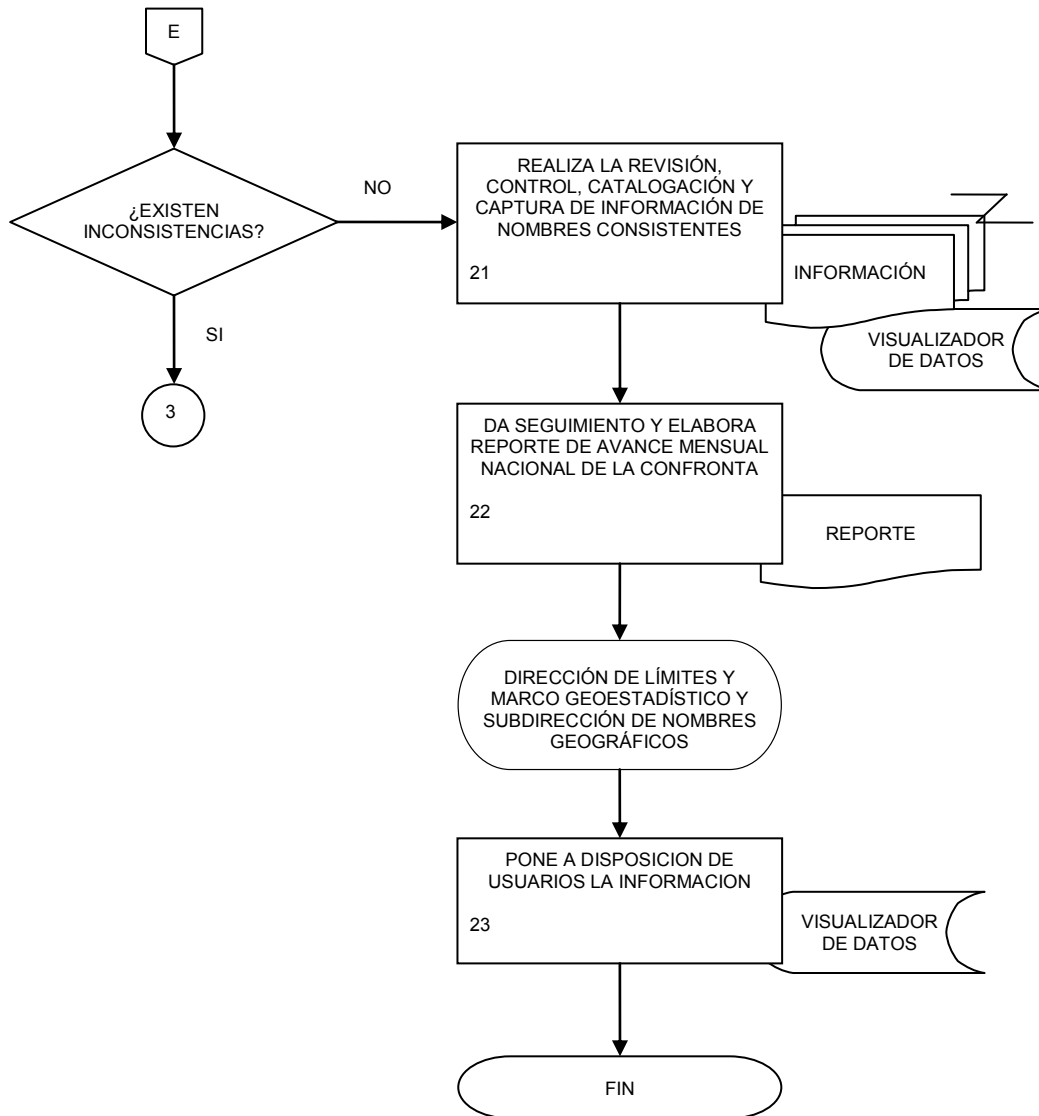 E
¿EXISTEN
INCONSISTENCIAS?
NO
SI
3
REALIZA LA REVISIÓN,
CONTROL, CATALOGACIÓN Y
CAPTURA DE INFORMACIÓN DE
NOMBRES CONSISTENTES
21
INFORMACIÓN
VISUALIZADOR
DE DATOS
DA SEGUIMIENTO Y ELABORA
REPORTE DE AVANCE MENSUAL
NACIONAL DE LA CONFRONTA
22
REPORTE
DIRECCIÓN DE LÍMITES Y
MARCO GEOESTADÍSTICO Y
SUBDIRECCIÓN DE NOMBRES
GEOGRÁFICOS
PONE A DISPOSICION DE
USUARIOS LA INFORMACION
23
VISUALIZADOR
DE DATOS
FIN